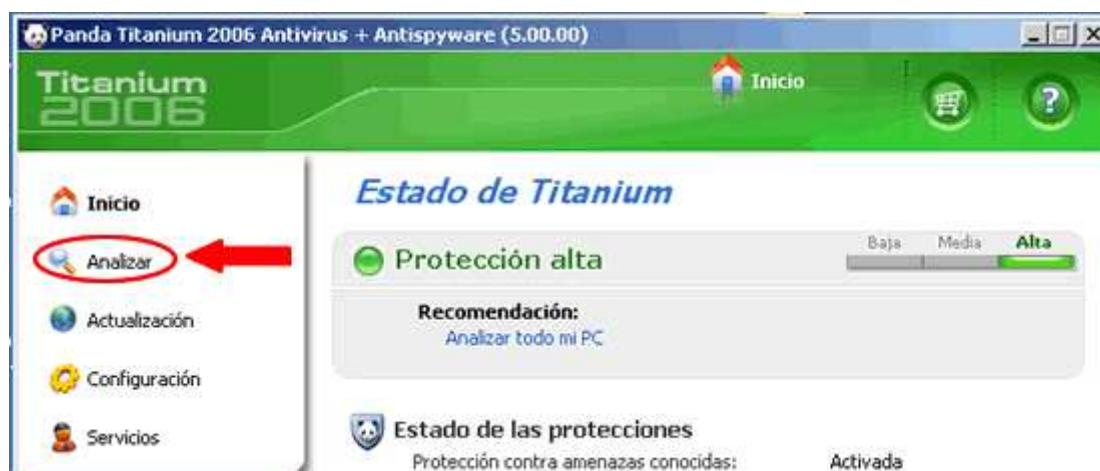 Panda Titanium 2006 Antivirus + Antispyware (5.00.00)
Titanium
2006
Inicio
?
Inicio
Analizar
Actualización
Configuración
Servicios
Estado de Titanium
Protección alta
Baja Media Alta
Recomendación:
Analizar todo mi PC
Estado de las protecciones
Protección contra amenazas conocidas: Activada